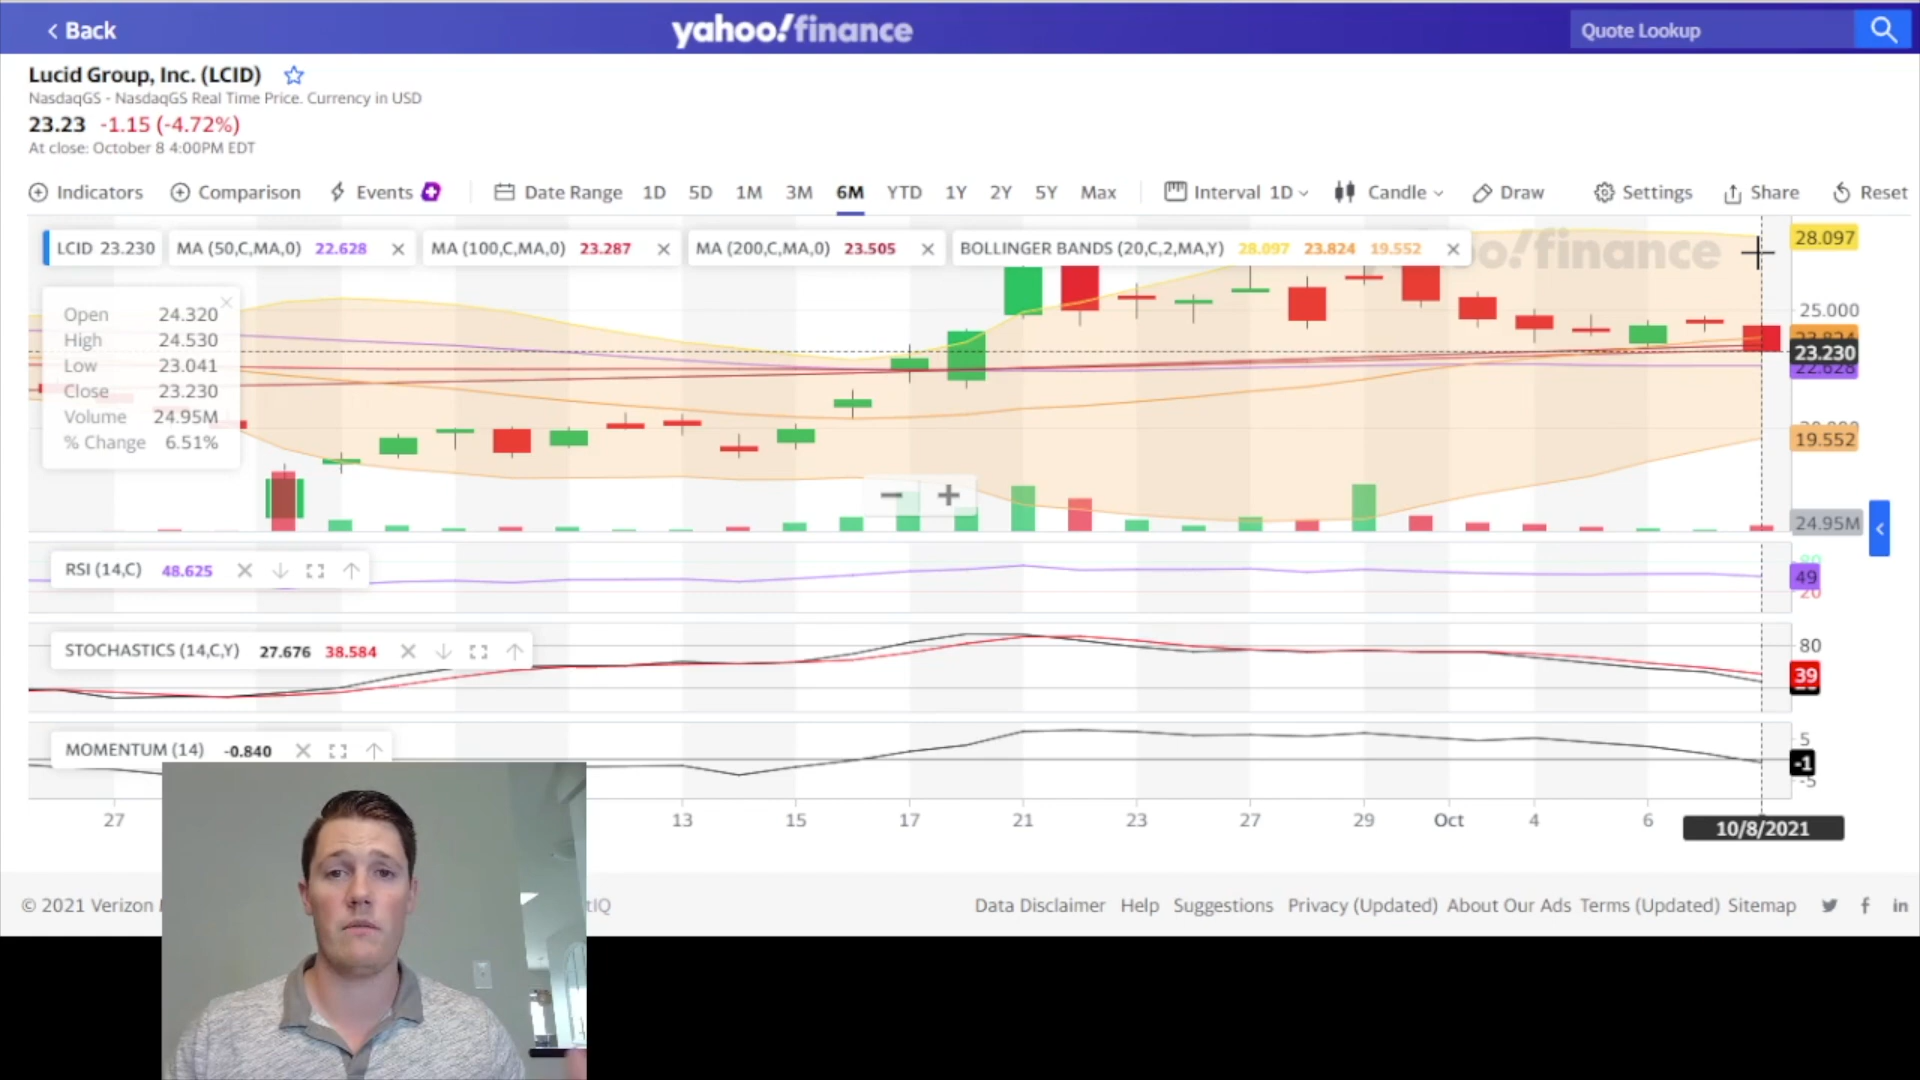 Back
yahoo!finance
Quote Lookup
Lucid Group, Inc. (LCID)
NasdaqGS - NasdaqGS Real Time Price. Currency in USD
23.23 -1.15 (-4.72%)
At close: October 8 4:00PM EDT
Indicators Comparison Events Date Range 1D 5D 1M 3M 6M YTD 1Y 2Y 5Y Max Interval 1D Candle Draw Settings Share Reset
LCID 23.230 MA (50,C,MA,0) 22.628 MA (100,C,MA,0) 23.287 MA (200,C,MA,0) 23.505 BOLLINGER BANDS (20,C,2,MA,Y) 28.097 23.824 19.552
28.097
Open 24.320
High 24.530
Low 23.041
Close 23.230
Volume 24.95M
% Change 6.51%
25.000
23.230
22.628
19.552
24.95M
RSI (14,C) 48.625
49
20
STOCHASTICS (14,C,Y) 27.676 38.584
80
39
MOMENTUM (14) -0.840
5
-1
-5
27 13 15 17 21 23 27 29 Oct 4 6 10/8/2021
© 2021 Verizon
tIQ
Data Disclaimer Help Suggestions Privacy (Updated) About Our Ads Terms (Updated) Sitemap